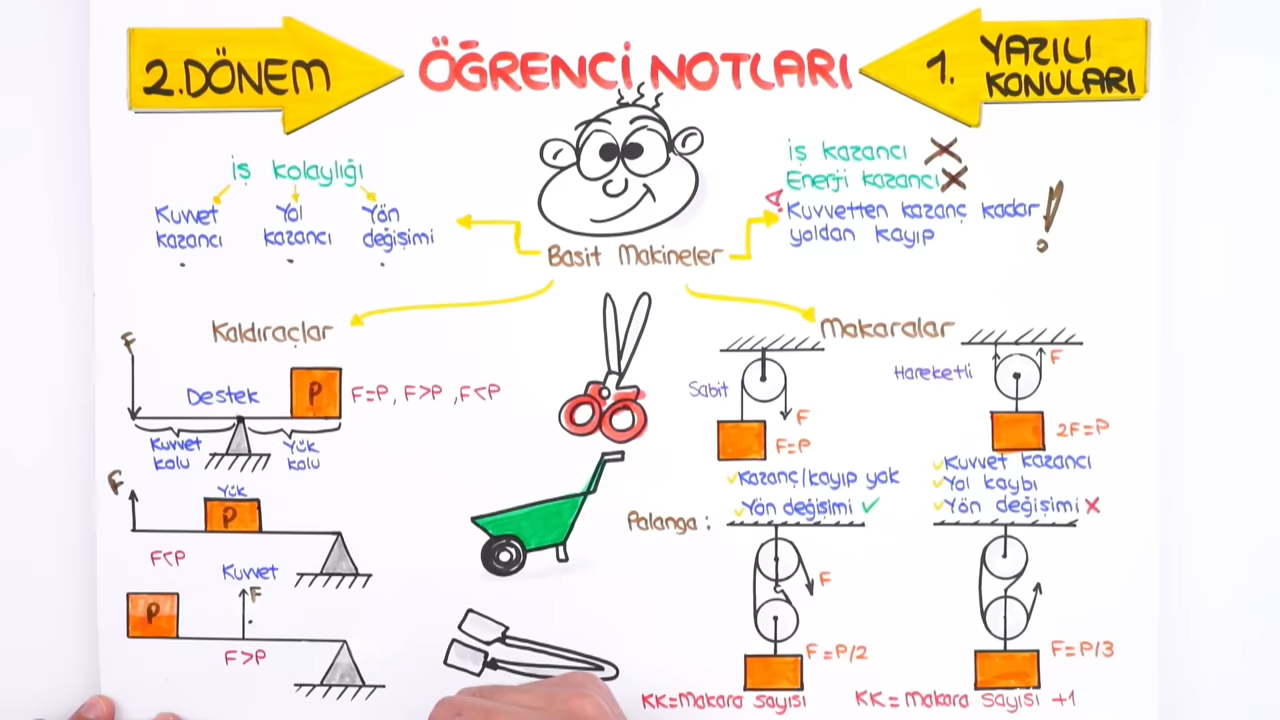 2.DÖNEM
ÖĞRENCİ NOTLARI
1. YAZILI
KONULARI
İş kolaylığı
Kuvvet
kazancı
Yol
kazancı
Yön
değişimi
İş kazancı
Enerji kazancı
Kuvvetten kazanç kadar
yoldan kayıp
!
Basit Makineler
Kaldıraçlar
F
Destek
P
F=P, F>P, F<P
Kuvvet
kolu
Yük
kolu
F
Yük
P
F<P
Kuvvet
F
P
F>P
Makaralar
Sabit
F
F=P
Kazanç/kayıp yok
Yön değişimi
Hareketli
F
2F=P
Kuvvet kazancı
Yol kaybı
Yön değişimi
Palanga:
F
F=P/2
KK=Makara sayısı
F=P/3
KK=Makara sayısı +1